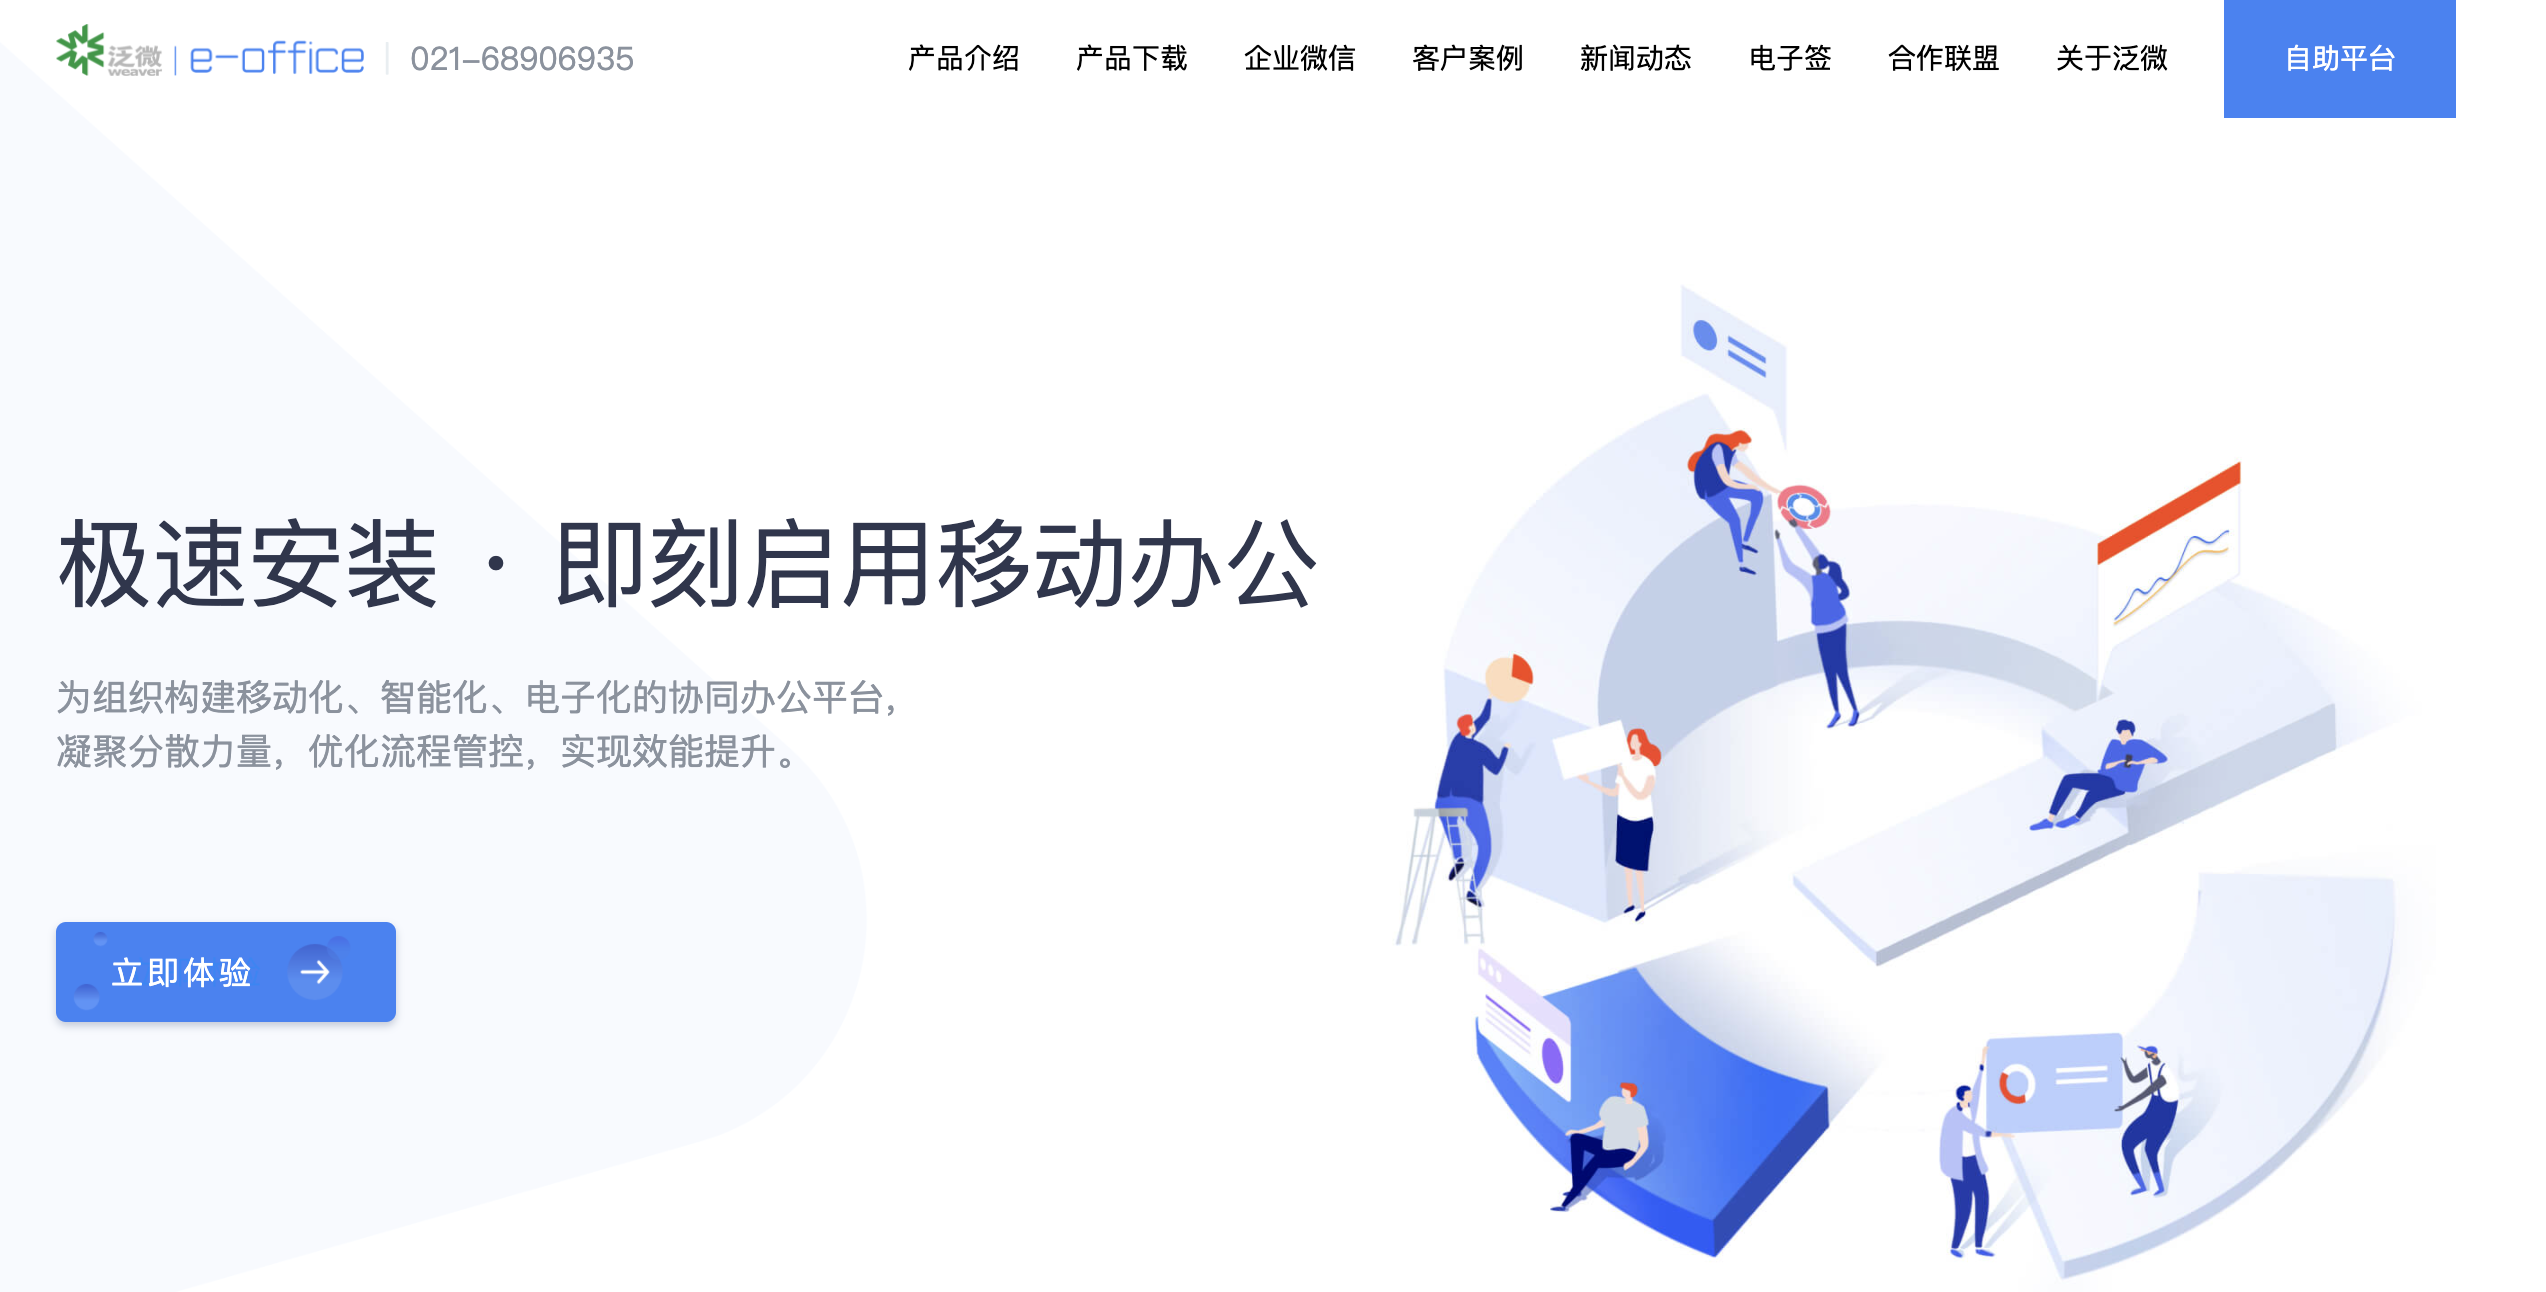 泛微 weaver | e-office | 021-68906935
产品介绍 产品下载 企业微信 客户案例 新闻动态 电子签 合作联盟 关于泛微 自助平台
极速安装 · 即刻启用移动办公
为组织构建移动化、智能化、电子化的协同办公平台，
凝聚分散力量，优化流程管控，实现效能提升。
立即体验